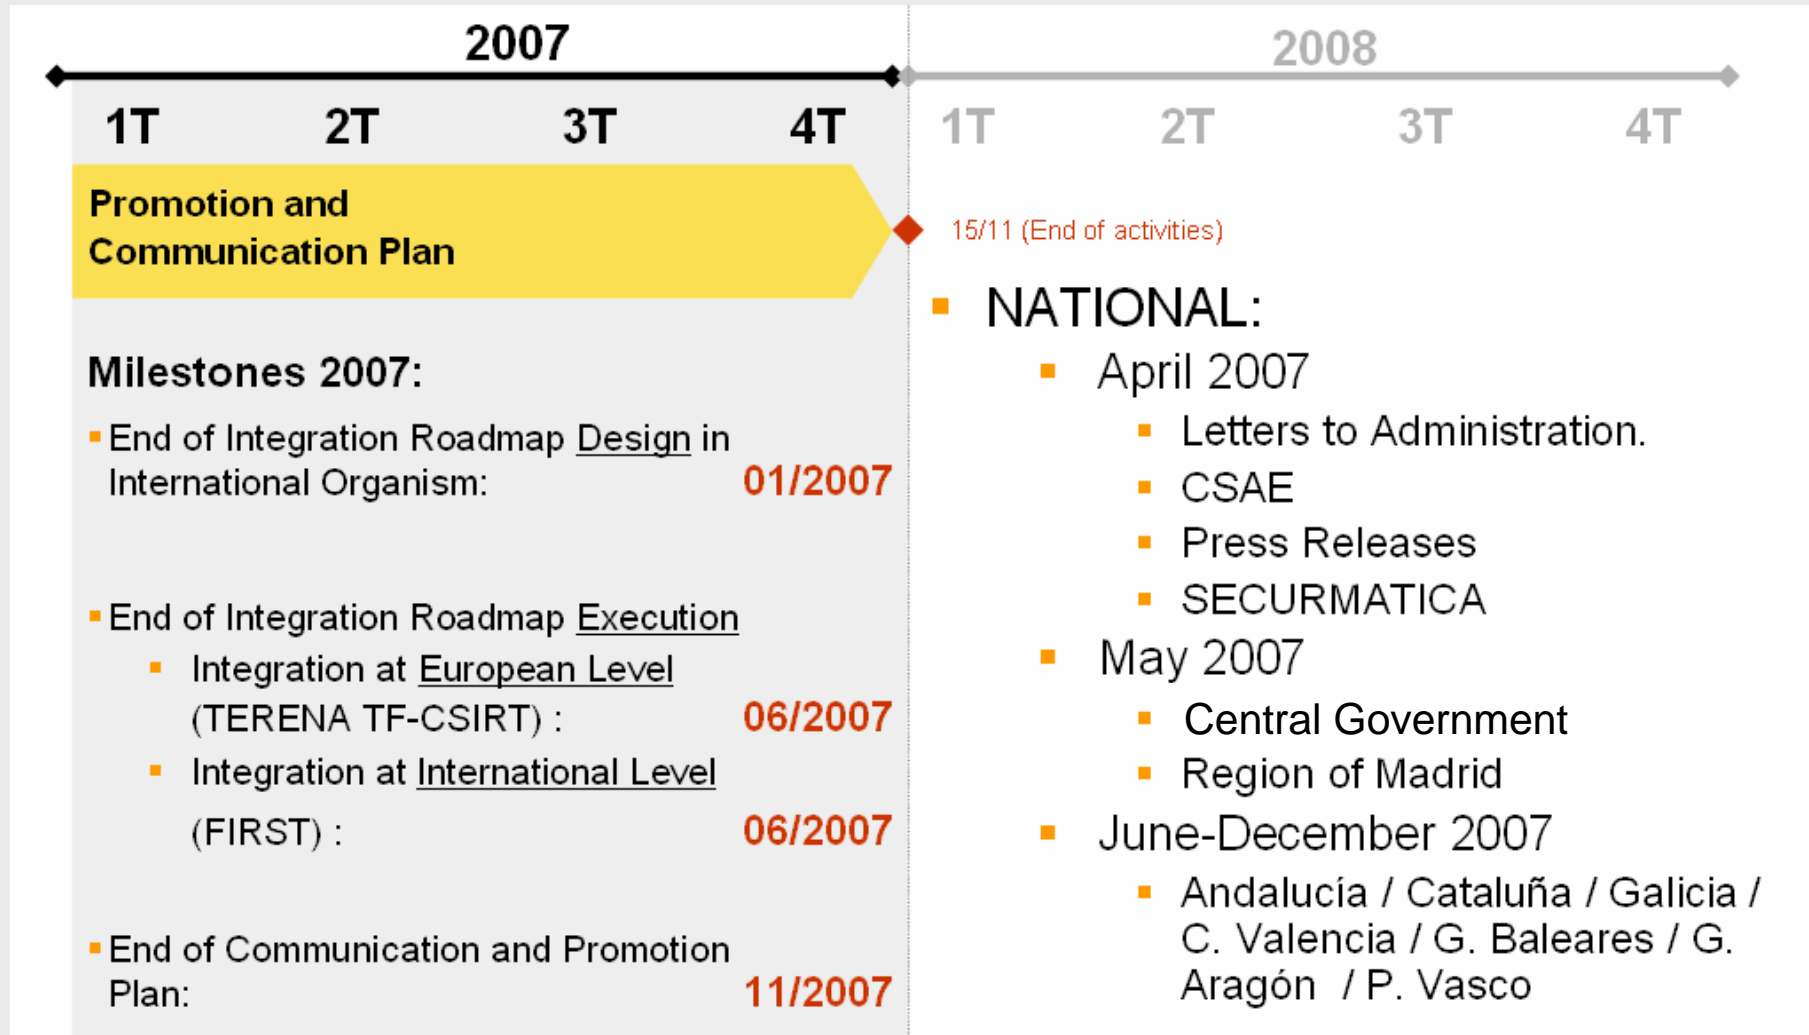 2007
2008
1T 2T 3T 4T
1T 2T 3T 4T
Promotion and
Communication Plan
15/11 (End of activities)
Milestones 2007:
End of Integration Roadmap Design in
International Organism: 01/2007
End of Integration Roadmap Execution
Integration at European Level
(TERENA TF-CSIRT) : 06/2007
Integration at International Level
(FIRST) : 06/2007
End of Communication and Promotion
Plan: 11/2007
NATIONAL:
April 2007
Letters to Administration.
CSAE
Press Releases
SECURMATICA
May 2007
Central Government
Region of Madrid
June-December 2007
Andalucía / Cataluña / Galicia /
C. Valencia / G. Baleares / G.
Aragón / P. Vasco